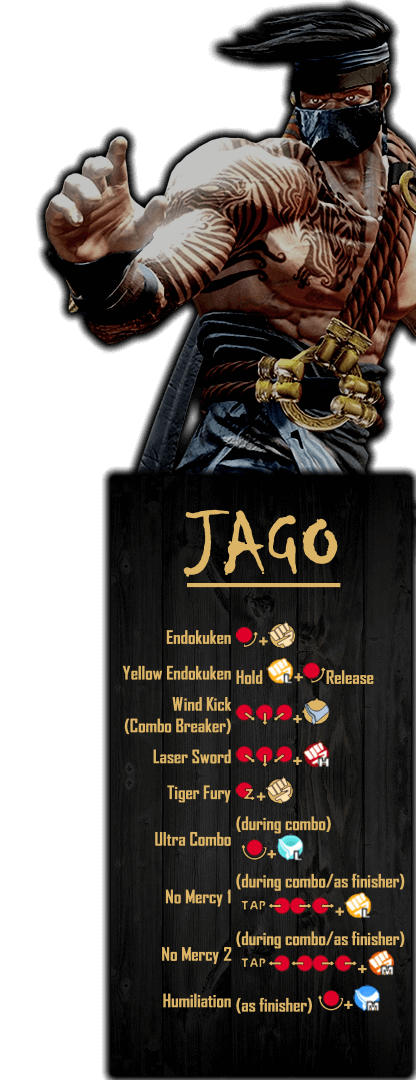 JAGO
Endokuken +
Yellow Endokuken Hold L + Release
Wind Kick
(Combo Breaker) +
Laser Sword + H
Tiger Fury Z +
(during combo)
Ultra Combo + L
(during combo/as finisher)
No Mercy 1 TAP + L
(during combo/as finisher)
No Mercy 2 TAP + M
Humiliation (as finisher) + M